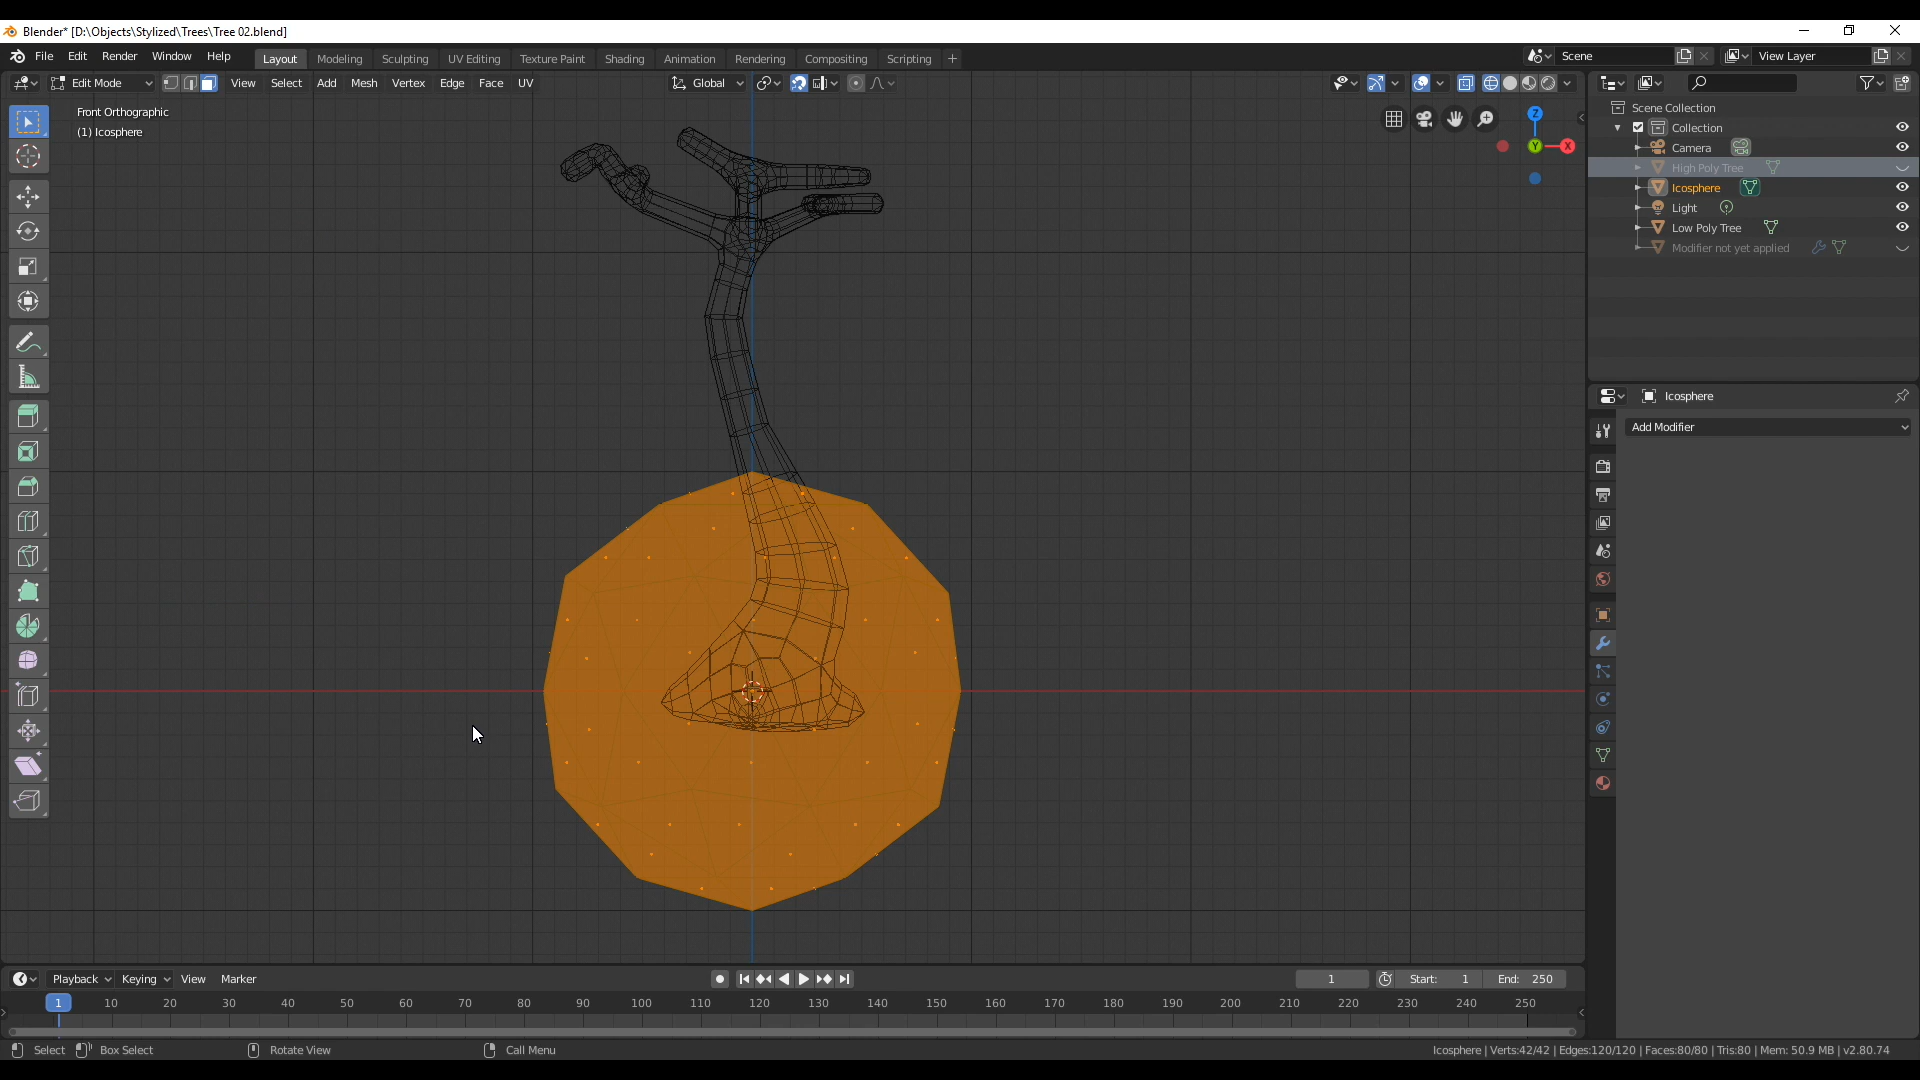 Blender* [D:\Objects\Stylized\Trees\Tree 02.blend]
File Edit Render Window Help Layout Modeling Sculpting UV Editing Texture Paint Shading Animation Rendering Compositing Scripting + Scene View Layer
Edit Mode View Select Add Mesh Vertex Edge Face UV Global
Front Orthographic
(1) Icosphere
Z
Y X
Scene Collection
Collection
Camera
High Poly Tree
Icosphere
Light
Low Poly Tree
Modifier not yet applied
Icosphere
Add Modifier
Playback Keying View Marker 1 Start: 1 End: 250
1 10 20 30 40 50 60 70 80 90 100 110 120 130 140 150 160 170 180 190 200 210 220 230 240 250
Select Box Select Rotate View Call Menu Icosphere | Verts:42/42 | Edges:120/120 | Faces:80/80 | Tris:80 | Mem: 50.9 MB | v2.80.74